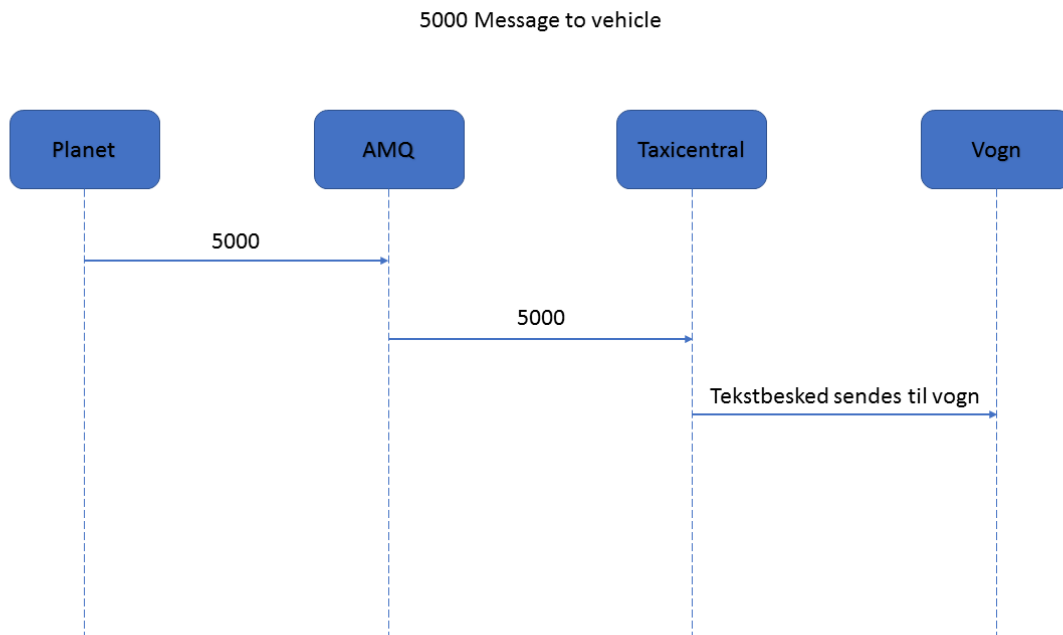 5000 Message to vehicle
Planet
AMQ
Taxicentral
Vogn
5000
5000
Tekstbesked sendes til vogn